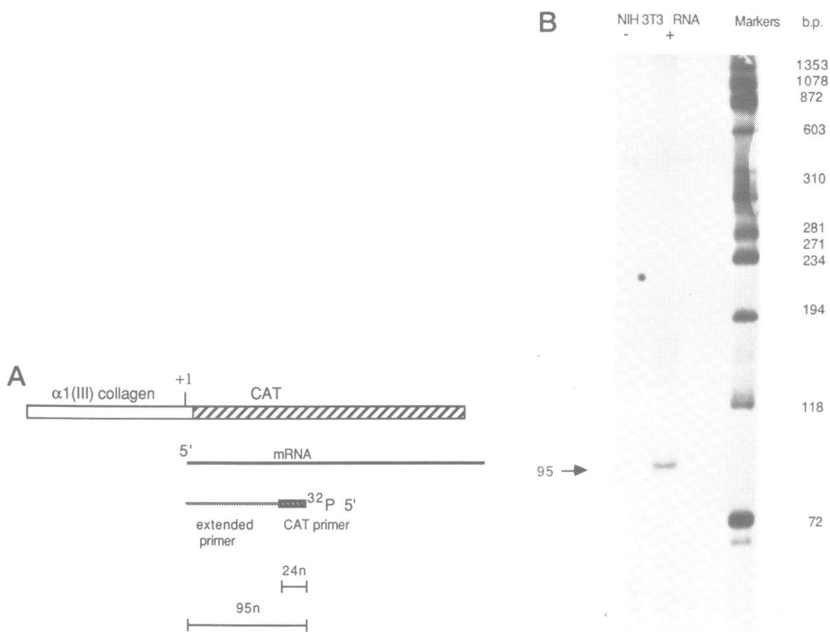 A
+1
α1(III) collagen
CAT
5'
mRNA
32P 5'
extended
primer
CAT primer
24n
95n
B
NIH 3T3 RNA
- +
Markers
b.p.
1353
1078
872
603
310
281
271
234
194
118
95
72